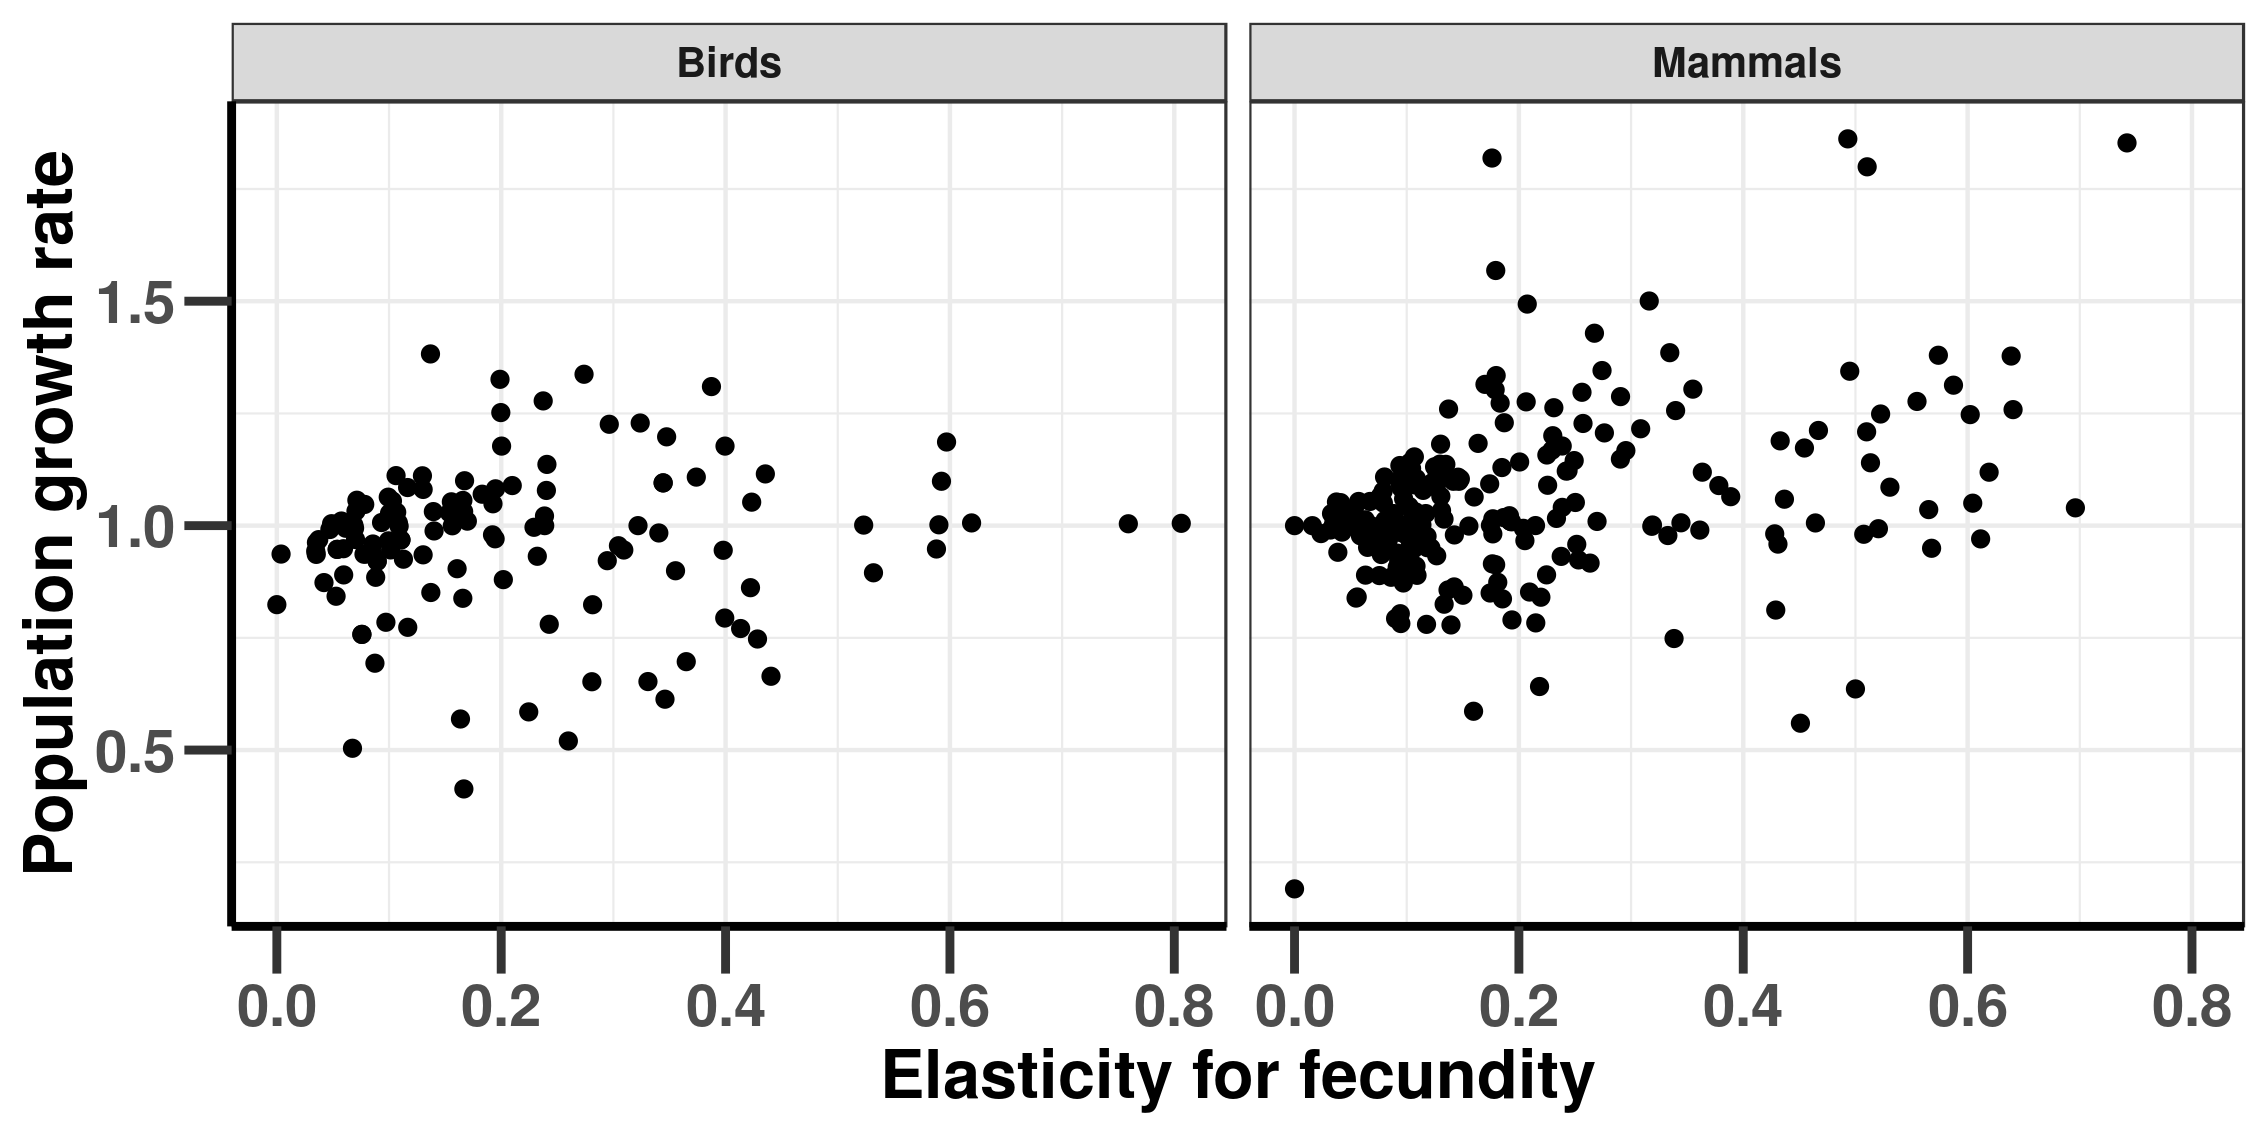 Birds
Mammals
Population growth rate
1.5
1.0
0.5
0.0 0.2 0.4 0.6 0.8
0.0 0.2 0.4 0.6 0.8
Elasticity for fecundity